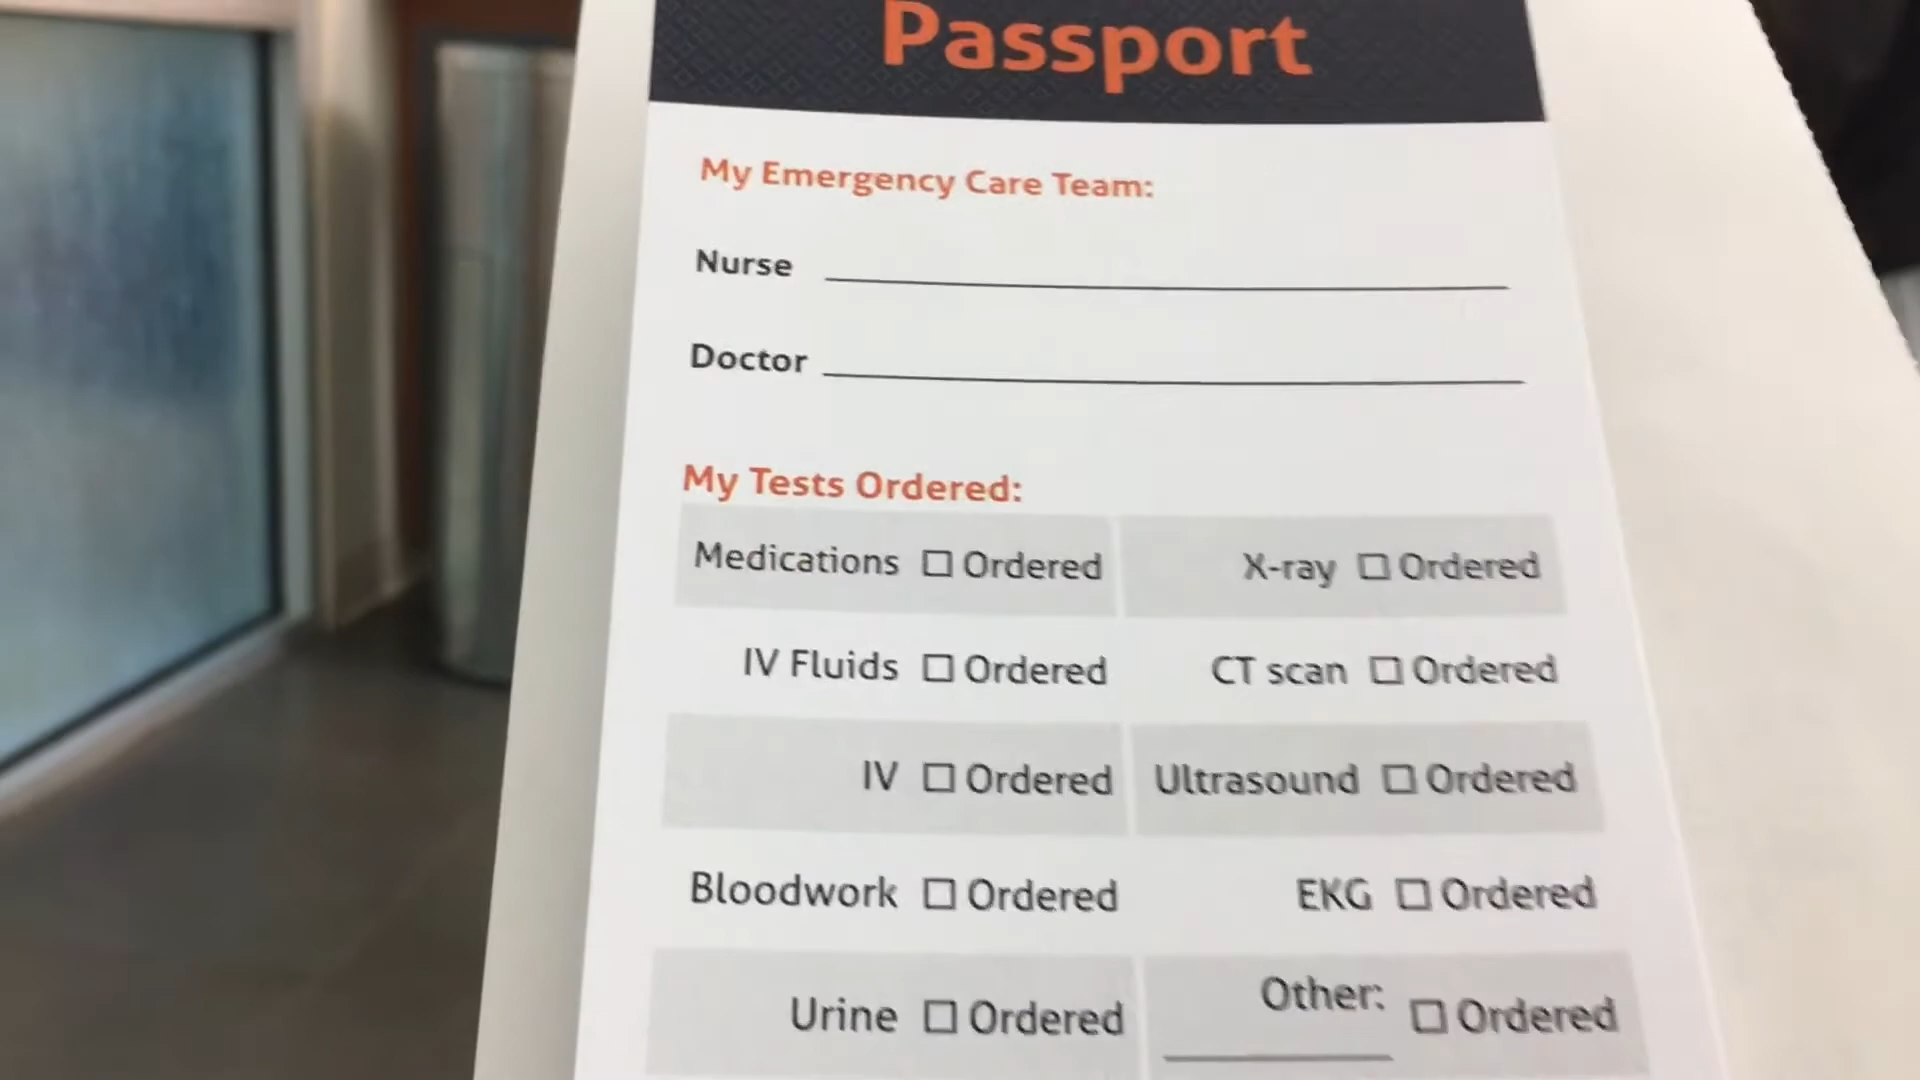 Passport
My Emergency Care Team:
Nurse
Doctor
My Tests Ordered:
Medications ☐ Ordered X-ray ☐ Ordered
IV Fluids ☐ Ordered CT scan ☐ Ordered
IV ☐ Ordered Ultrasound ☐ Ordered
Bloodwork ☐ Ordered EKG ☐ Ordered
Urine ☐ Ordered Other: ☐ Ordered